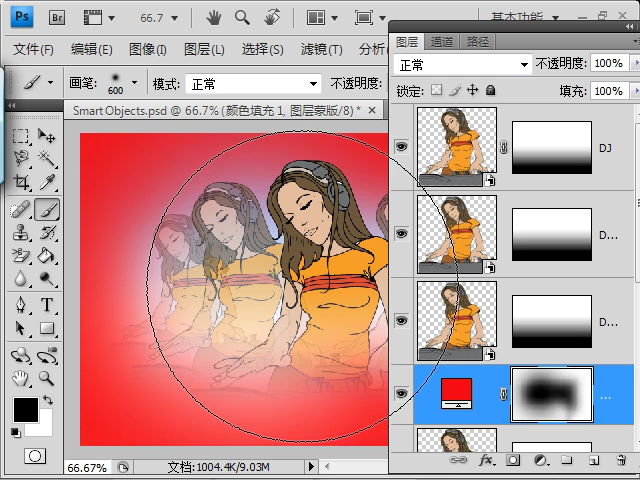 Ps Br 66.7 基本功能
文件(F) 编辑(E) 图像(I) 图层(L) 选择(S) 滤镜(T) 分析
画笔: 600 模式: 正常 不透明度:
Smart Objects.psd @ 66.7% (颜色填充 1, 图层蒙版/8) * ×
图层 通道 路径
正常 不透明度: 100%
锁定: 填充: 100%
DJ
D...
D...
...
T
66.67% 文档:1004.4K/9.03M
fx